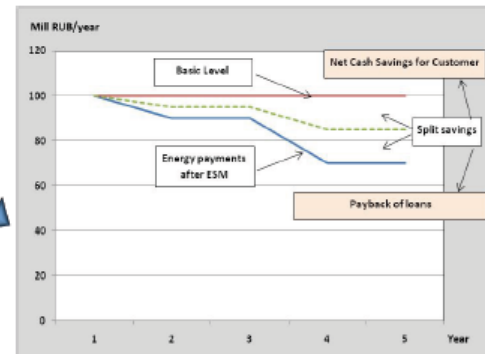 Mill RUB/year
120
Net Cash Savings for Customer
Basic Level
100
Split savings
80
Energy payments
after ESM
60
Payback of loans
40
20
0
1 2 3 4 5 Year